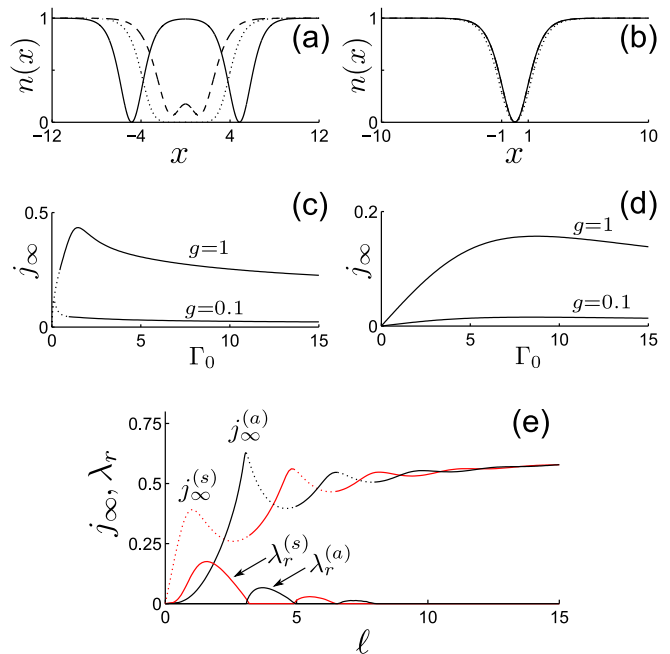 (a)
n(x)
1
0
−12 −4 4 12
x
(b)
n(x)
1
0
−10 −1 1 10
x
(c)
j∞
0.5
0
0 5 10 15
g=1
g=0.1
Γ0
(d)
j∞
0.2
0
0 5 10 15
g=1
g=0.1
Γ0
(e)
j∞, λr
0.75
0.5
0.25
0
0 5 10 15
j∞(s)
j∞(a)
λr(s)
λr(a)
ℓ